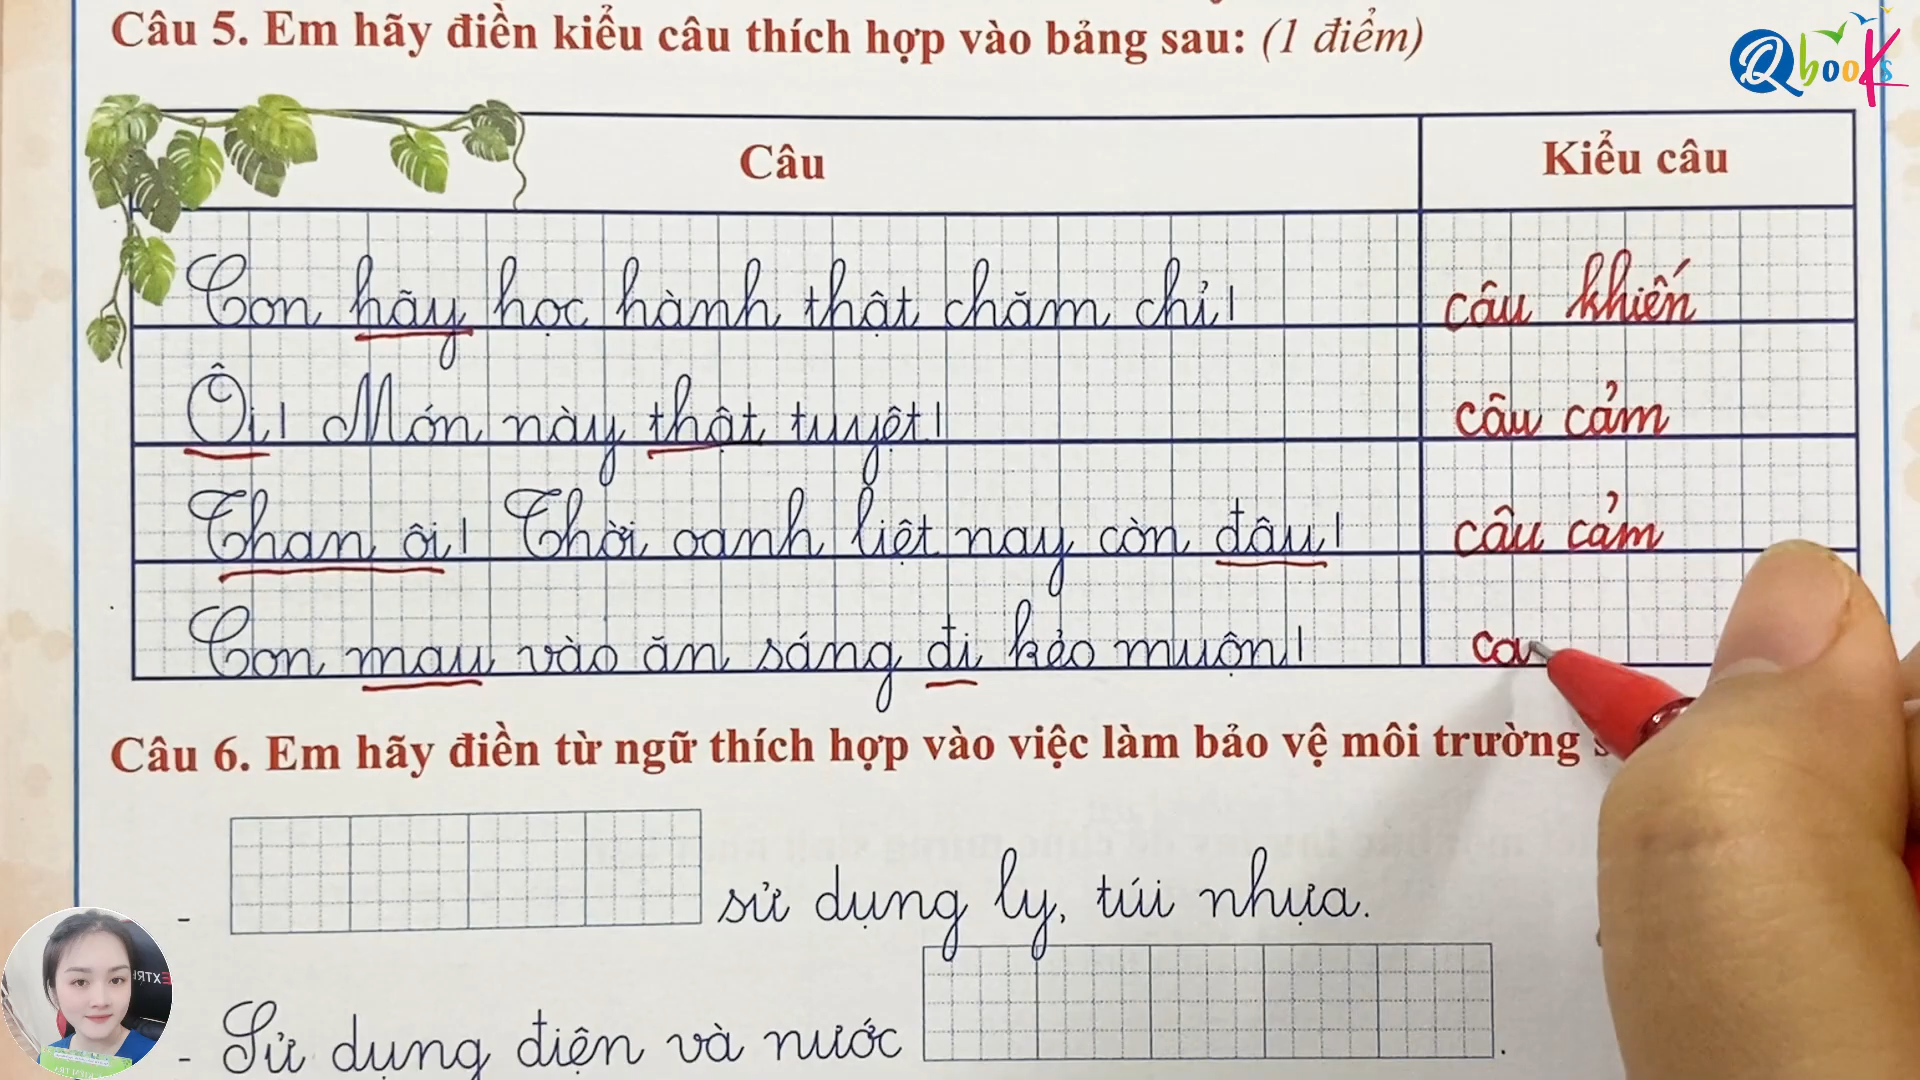 Câu 5. Em hãy điền kiểu câu thích hợp vào bảng sau: (1 điểm)
Qbooks
Câu Kiểu câu
Con hãy học hành thật chăm chỉ! câu khiến
Ôi! Món này thật tuyệt! câu cảm
Than ôi! Thời oanh liệt nay còn đâu! câu cảm
Con mau vào ăn sáng đi kẻo muộn! cau
Câu 6. Em hãy điền từ ngữ thích hợp vào việc làm bảo vệ môi trường
- sử dụng ly, túi nhựa.
- Sử dụng điện và nước .